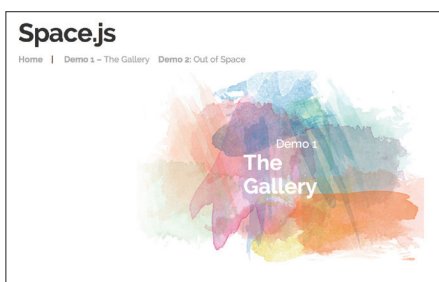 Space.js
Home | Demo 1 – The Gallery Demo 2: Out of Space
Demo 1
The
Gallery